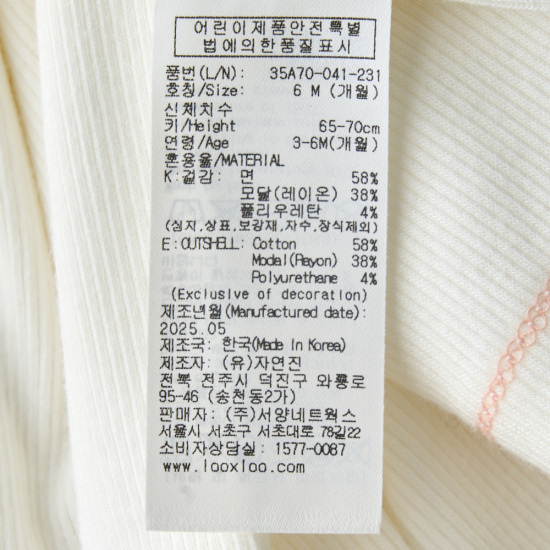 어린이제품안전특별
법에의한품질표시
품번(L/N): 35A70-041-231
호칭/Size: 6 M (개월)
신체치수
키/Height 65-70cm
연령/Age 3-6M(개월)
혼용율/MATERIAL
K:겉감: 면 58%
모달(레이온) 38%
폴리우레탄 4%
(심지,상표,보강재,자수,장식제외)
E:OUTSHELL: Cotton 58%
Modal(Rayon) 38%
Polyurethane 4%
(Exclusive of decoration)
제조년월(Manufactured date):
2025.05
제조국: 한국(Made In Korea)
제조자: (유)자연진
전북 전주시 덕진구 와룡로
95-46 (송천동2가)
판매자: (주)서양네트웍스
서울시 서초구 서초대로 78길22
소비자상담실: 1577-0087
www.looxloo.com